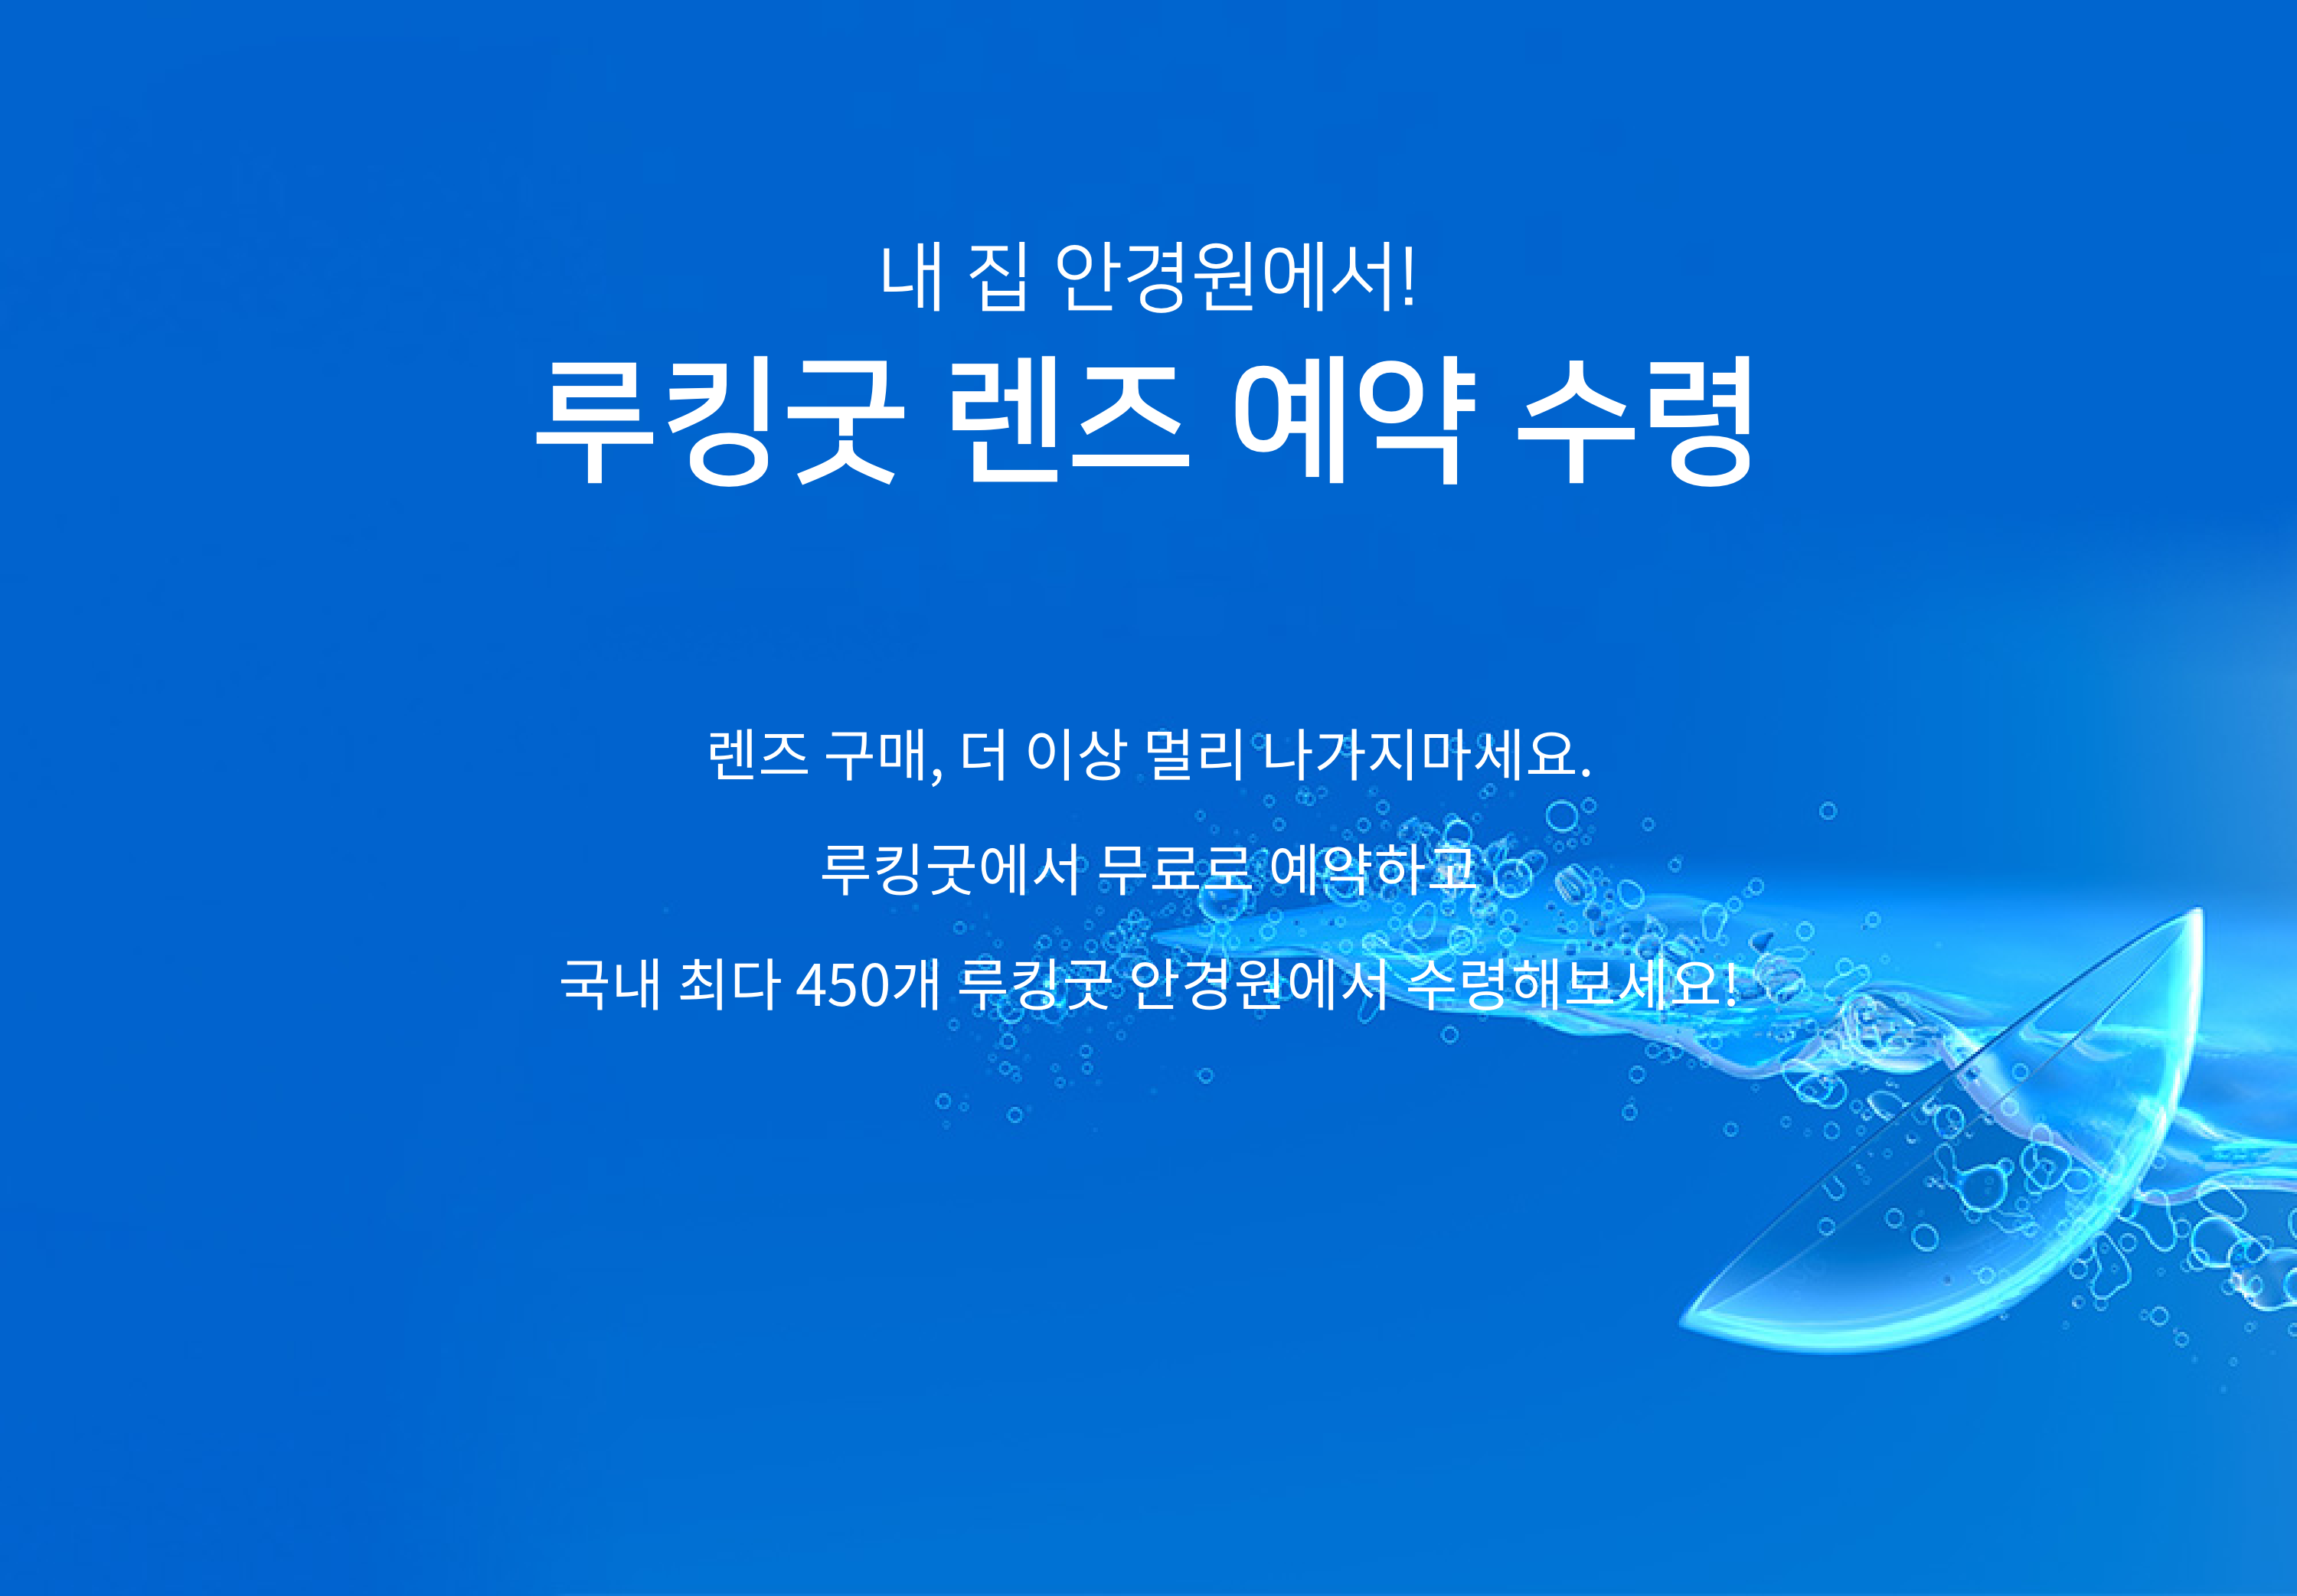 내 집 안경원에서!
루킹굿 렌즈 예약 수령
렌즈 구매, 더 이상 멀리 나가지마세요.
루킹굿에서 무료로 예약하고
국내 최다 450개 루킹굿 안경원에서 수령해보세요!